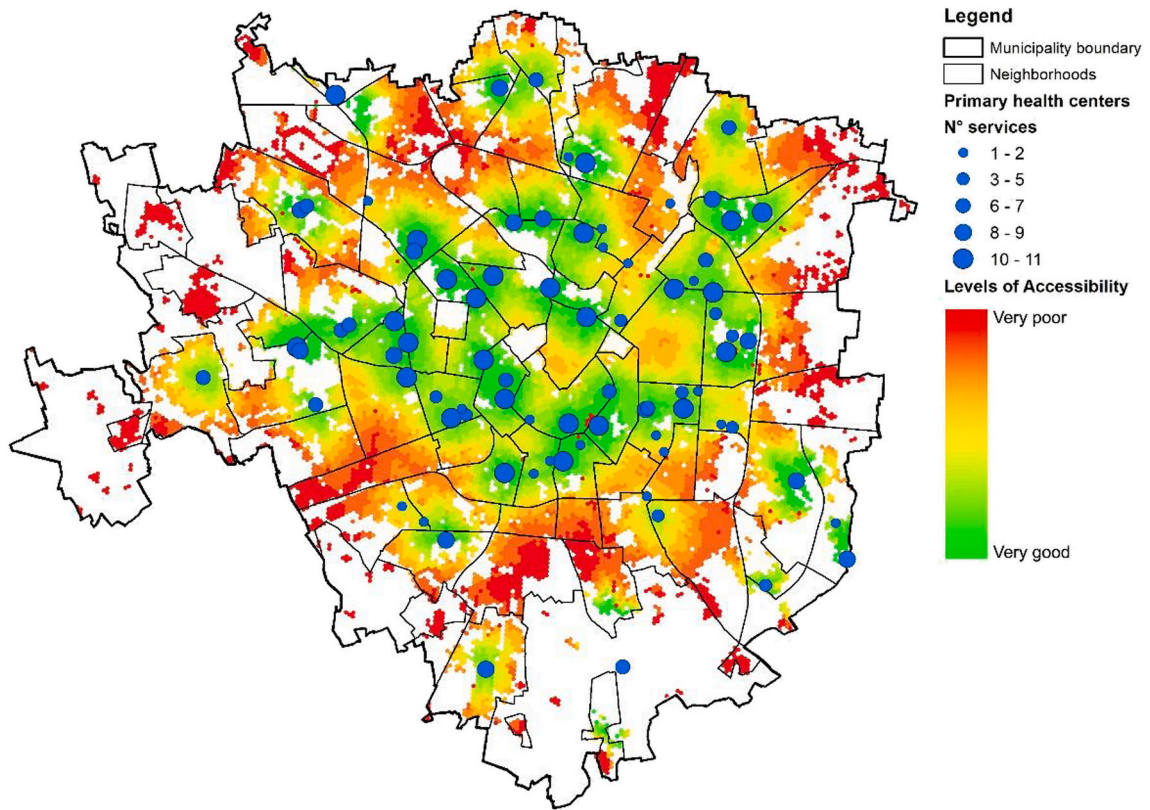 Legend
Municipality boundary
Neighborhoods
Primary health centers
N° services
1 - 2
3 - 5
6 - 7
8 - 9
10 - 11
Levels of Accessibility
Very poor
Very good